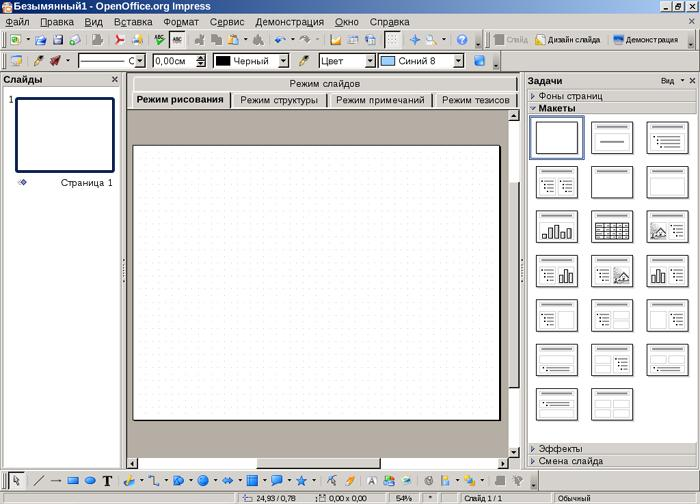 Безымянный1 - OpenOffice.org Impress
Файл Правка Вид Вставка Формат Сервис Демонстрация Окно Справка
ABC ABC Слайд Дизайн слайда Демонстрация
0,00см Черный Цвет Синий 8
Слайды
1
Страница 1
Режим слайдов
Режим рисования Режим структуры Режим примечаний Режим тезисов
Задачи Вид
Фоны страниц
Макеты
Эффекты
Смена слайда
T A
24,93 / 0,78 0,00 x 0,00 54% * Слайд 1 / 1 Обычный